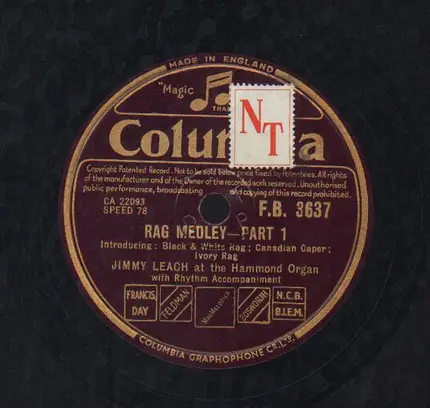 MADE IN ENGLAND
"Magic
TRA
Colum a
NT
Copyright Patented Record. Not to be sold below price fixed by Patentees. All rights
of the manufacturer and of the Owner of the recorded work reserved. Unauthorised
public performance, broadcasting and copying of this record prohibited.
CA 22093
SPEED 78
F.B. 3637
RAG MEDLEY—PART 1
Introducing: Black & White Rag; Canadian Caper;
Ivory Rag
JIMMY LEACH at the Hammond Organ
with Rhythm Accompaniment
FRANCIS DAY
FELDMAN
BOSWORTH
N.C.B.
B.I.E.M.
COLUMBIA GRAPHOPHONE Co. LTD.